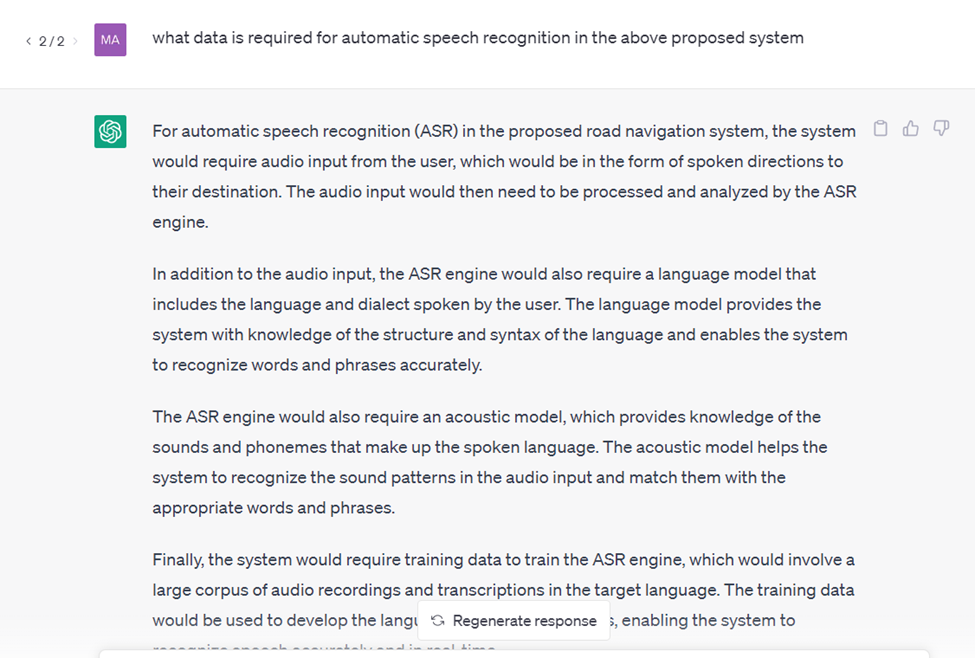 2 / 2
MA
what data is required for automatic speech recognition in the above proposed system
For automatic speech recognition (ASR) in the proposed road navigation system, the system
would require audio input from the user, which would be in the form of spoken directions to
their destination. The audio input would then need to be processed and analyzed by the ASR
engine.
In addition to the audio input, the ASR engine would also require a language model that
includes the language and dialect spoken by the user. The language model provides the
system with knowledge of the structure and syntax of the language and enables the system
to recognize words and phrases accurately.
The ASR engine would also require an acoustic model, which provides knowledge of the
sounds and phonemes that make up the spoken language. The acoustic model helps the
system to recognize the sound patterns in the audio input and match them with the
appropriate words and phrases.
Finally, the system would require training data to train the ASR engine, which would involve a
large corpus of audio recordings and transcriptions in the target language. The training data
would be used to develop the langu Regenerate response s, enabling the system to
recognize speech accurately and in real-time.